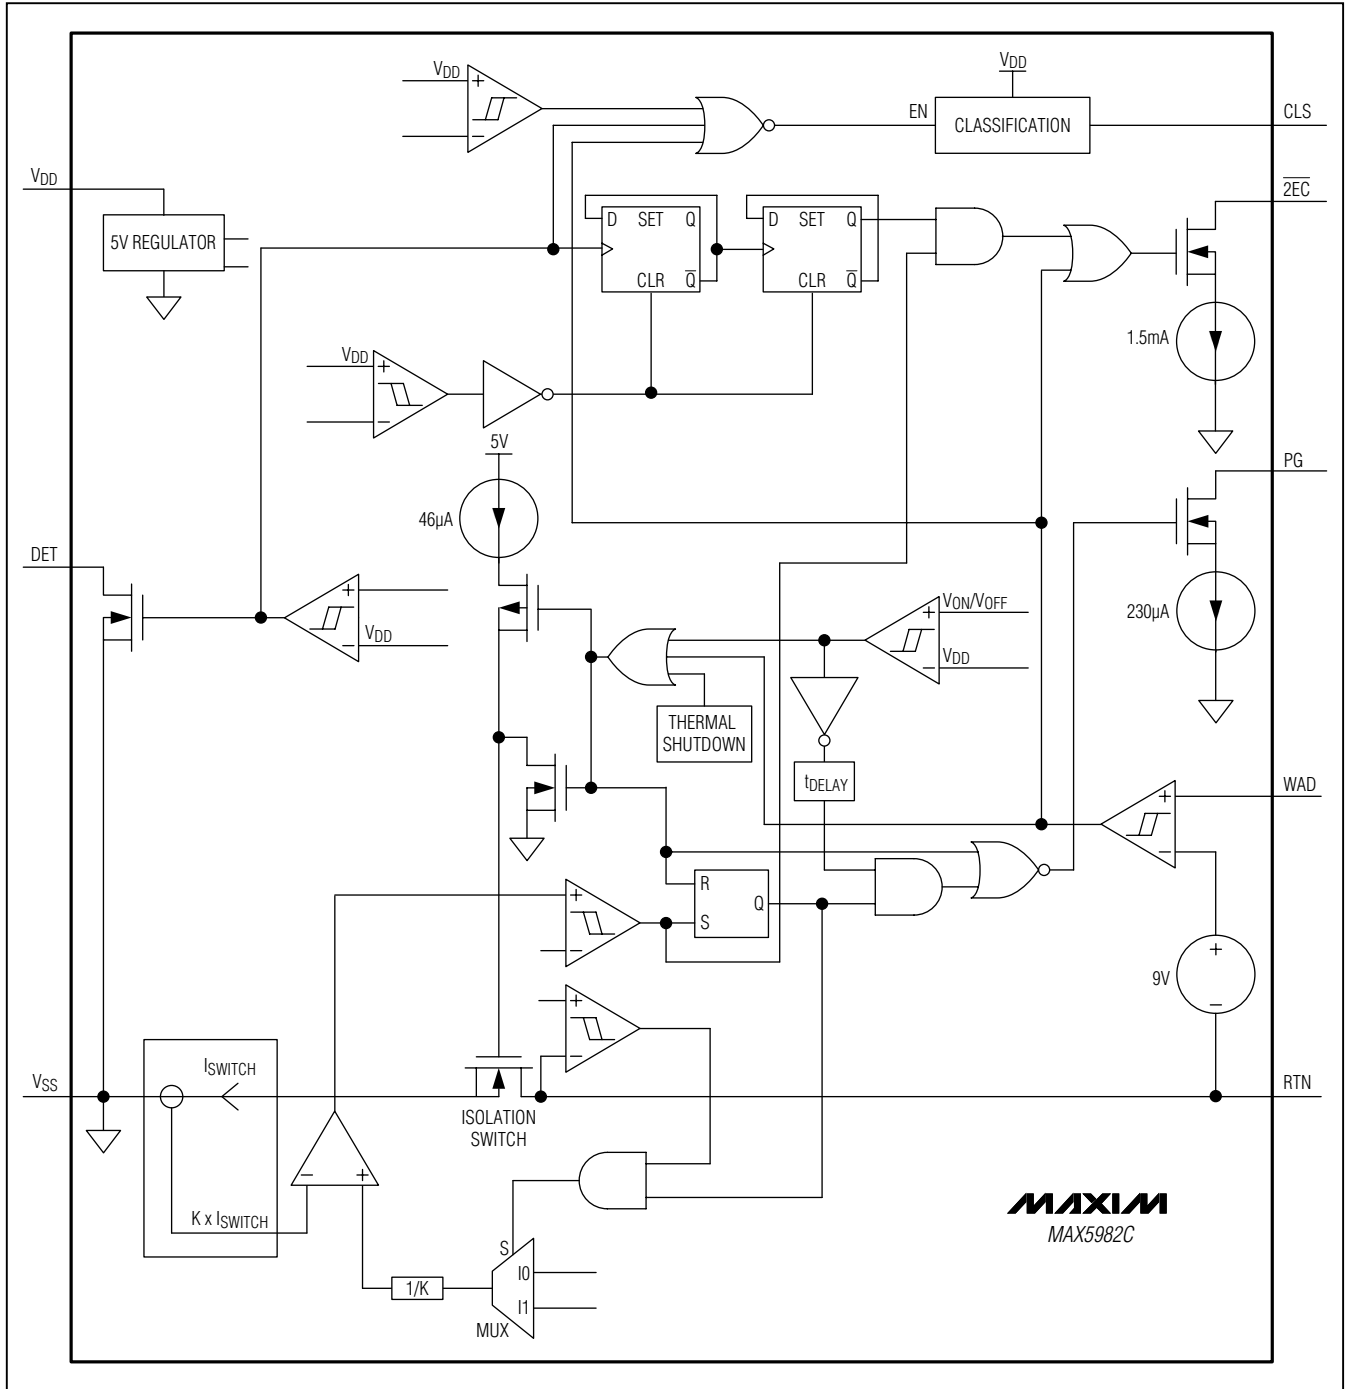 VDD
+
−
VDD
EN
CLASSIFICATION
CLS
VDD
5V REGULATOR
D SET Q
CLR Q̅
D SET Q
CLR Q̅
2̅E̅C̅
1.5mA
VDD
+
−
5V
46µA
PG
230µA
DET
+
VDD
−
+
VON/VOFF
−
VDD
THERMAL
SHUTDOWN
tDELAY
WAD
+
−
R
Q
S
+
−
+
−
9V
+
−
VSS
ISWITCH
ISOLATION
SWITCH
RTN
−
+
K x ISWITCH
S
I0
I1
MUX
1/K
MAXIM
MAX5982C